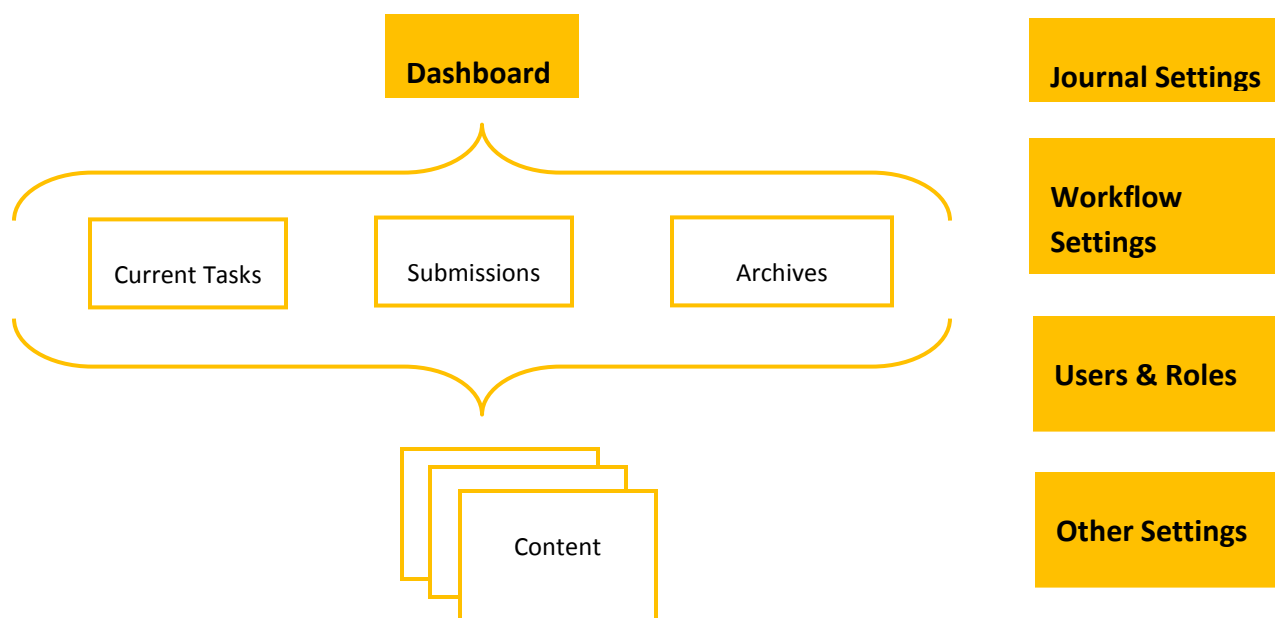 Dashboard
Journal Settings
Workflow
Settings
Current Tasks
Submissions
Archives
Users & Roles
Other Settings
Content